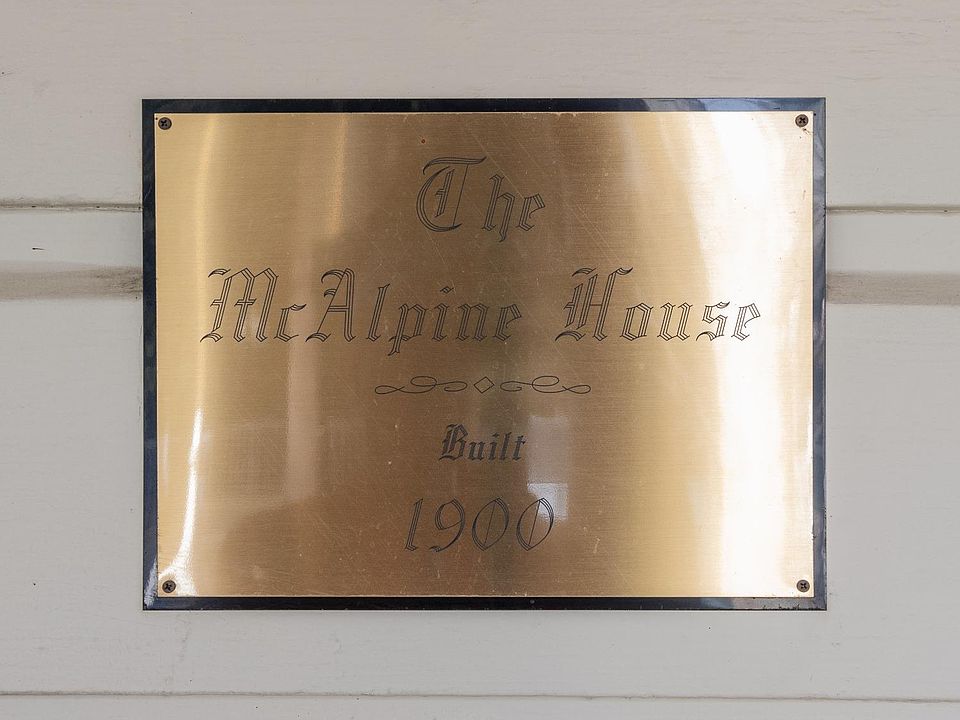 The
McAlpine House
Built
1900